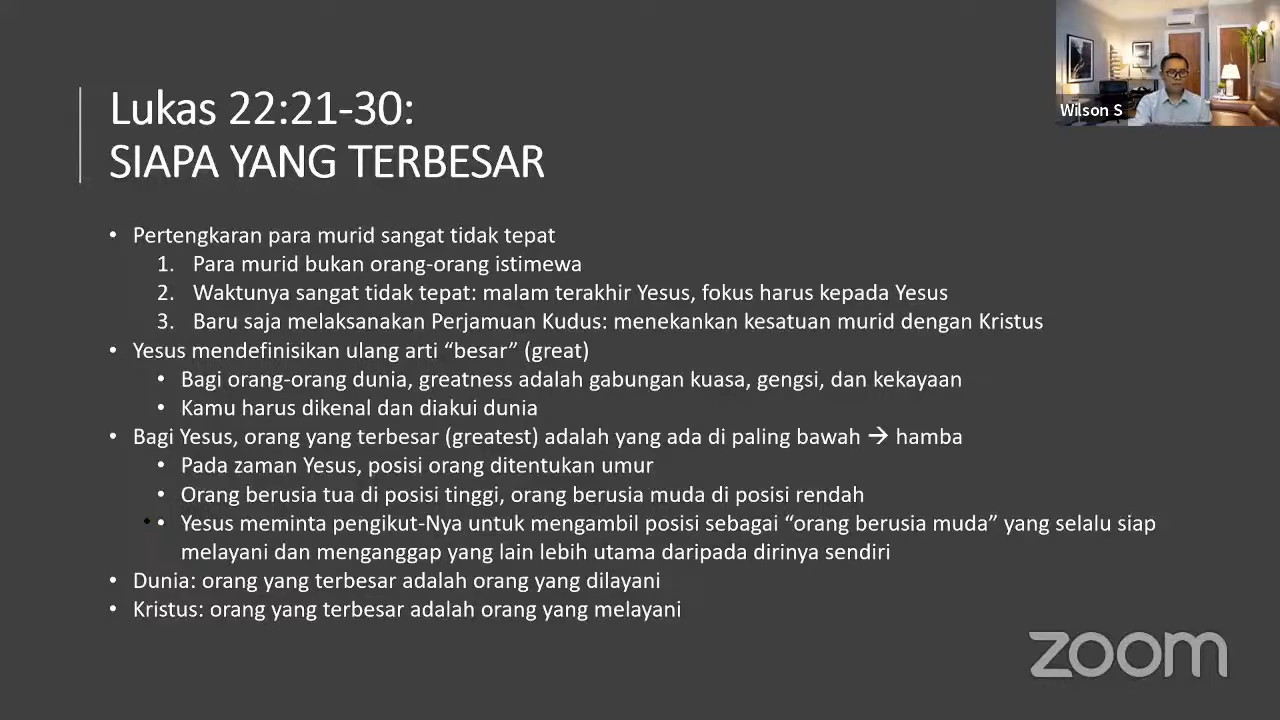 Lukas 22:21-30:
SIAPA YANG TERBESAR
Wilson S
• Pertengkaran para murid sangat tidak tepat
1. Para murid bukan orang-orang istimewa
2. Waktunya sangat tidak tepat: malam terakhir Yesus, fokus harus kepada Yesus
3. Baru saja melaksanakan Perjamuan Kudus: menekankan kesatuan murid dengan Kristus
• Yesus mendefinisikan ulang arti “besar” (great)
• Bagi orang-orang dunia, greatness adalah gabungan kuasa, gengsi, dan kekayaan
• Kamu harus dikenal dan diakui dunia
• Bagi Yesus, orang yang terbesar (greatest) adalah yang ada di paling bawah → hamba
• Pada zaman Yesus, posisi orang ditentukan umur
• Orang berusia tua di posisi tinggi, orang berusia muda di posisi rendah
• Yesus meminta pengikut-Nya untuk mengambil posisi sebagai “orang berusia muda” yang selalu siap
melayani dan menganggap yang lain lebih utama daripada dirinya sendiri
• Dunia: orang yang terbesar adalah orang yang dilayani
• Kristus: orang yang terbesar adalah orang yang melayani
zoom